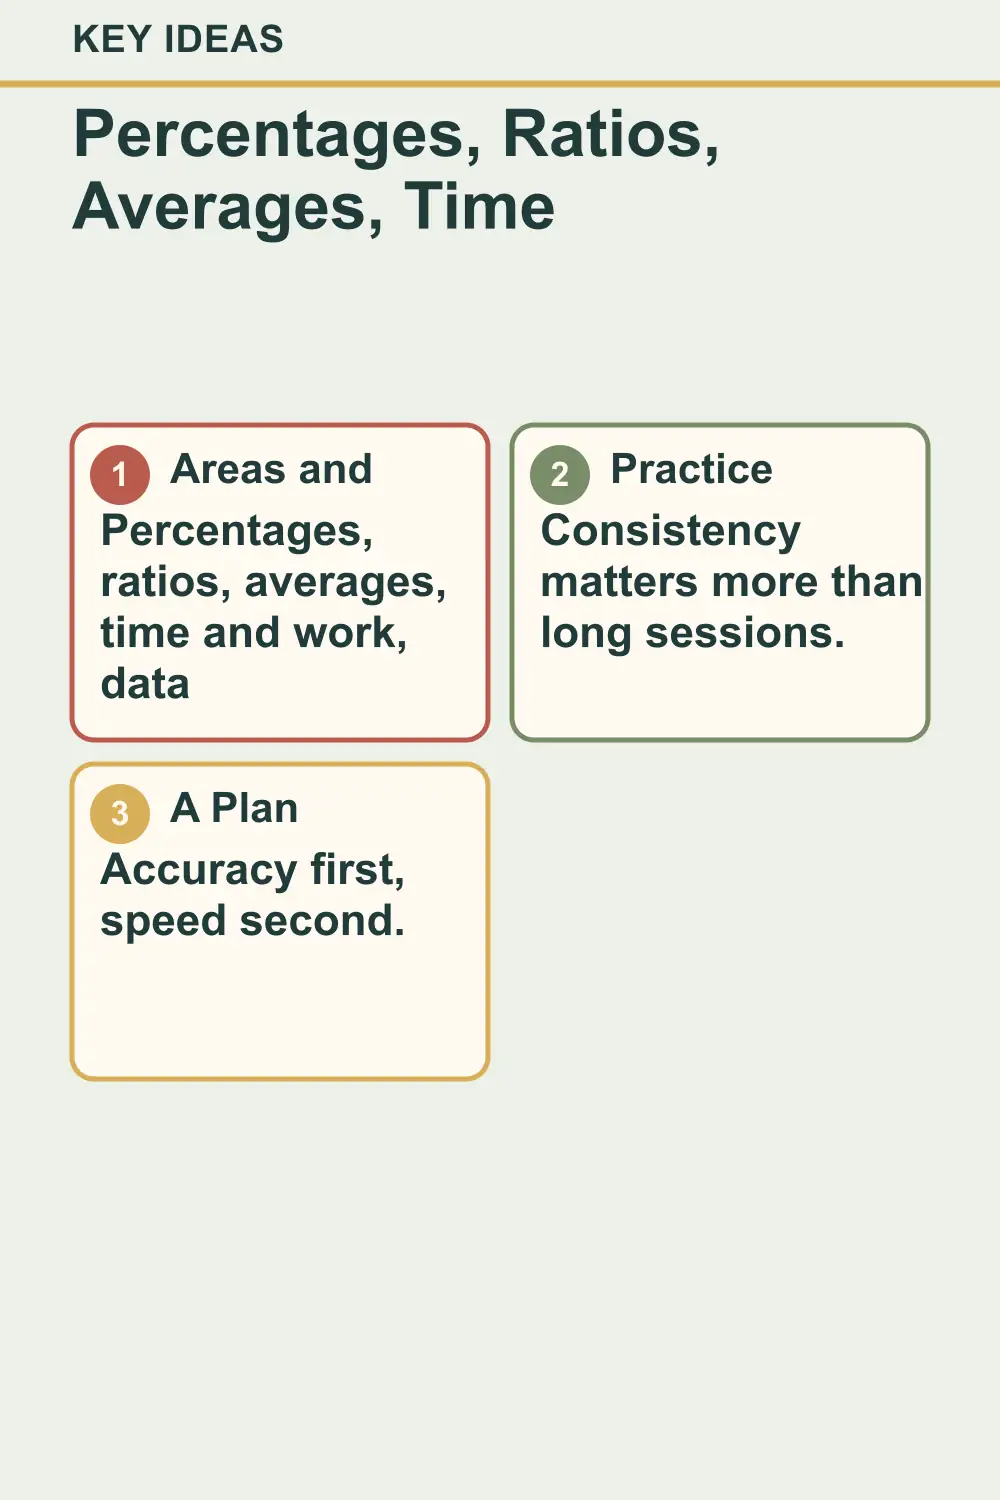 KEY IDEAS
Percentages, Ratios,
Averages, Time
1 Areas and
Percentages,
ratios, averages,
time and work,
data
2 Practice
Consistency
matters more than
long sessions.
3 A Plan
Accuracy first,
speed second.